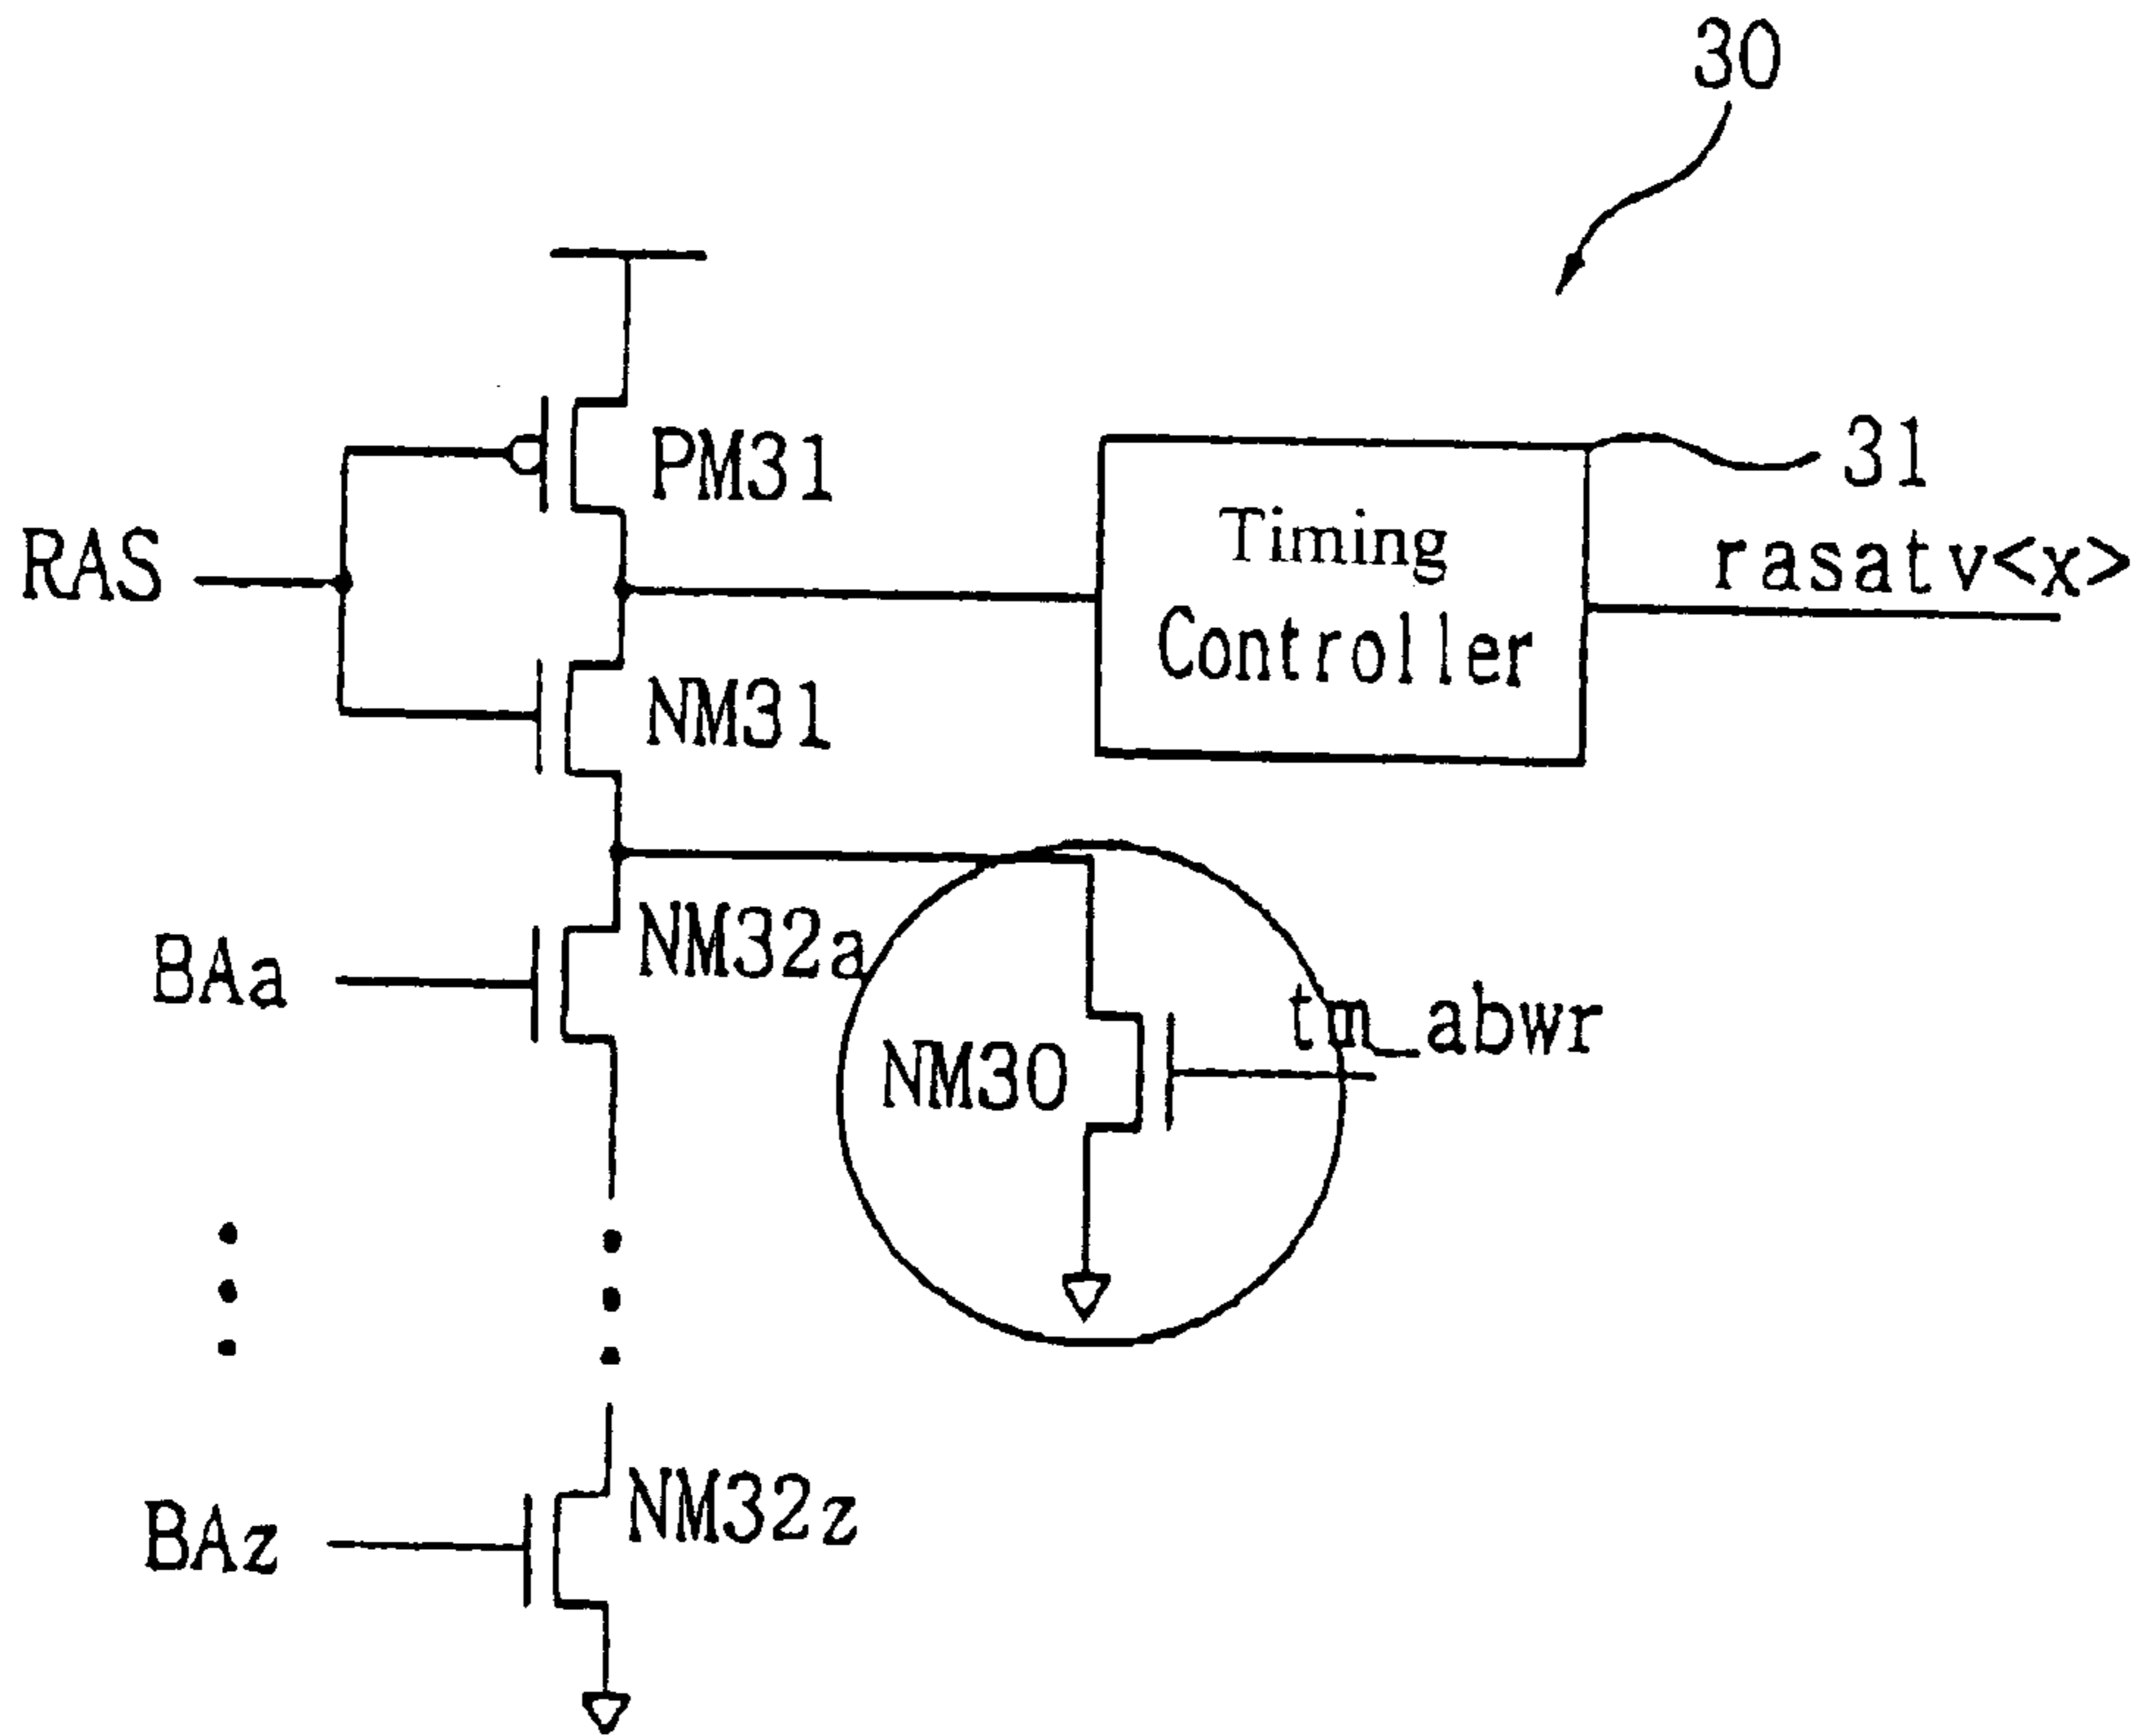 30
PM31
31
RAS
Timing
Controller
rasatv<x>
NM31
NM32a
BAa
tm_abwr
NM30
NM32z
BAz